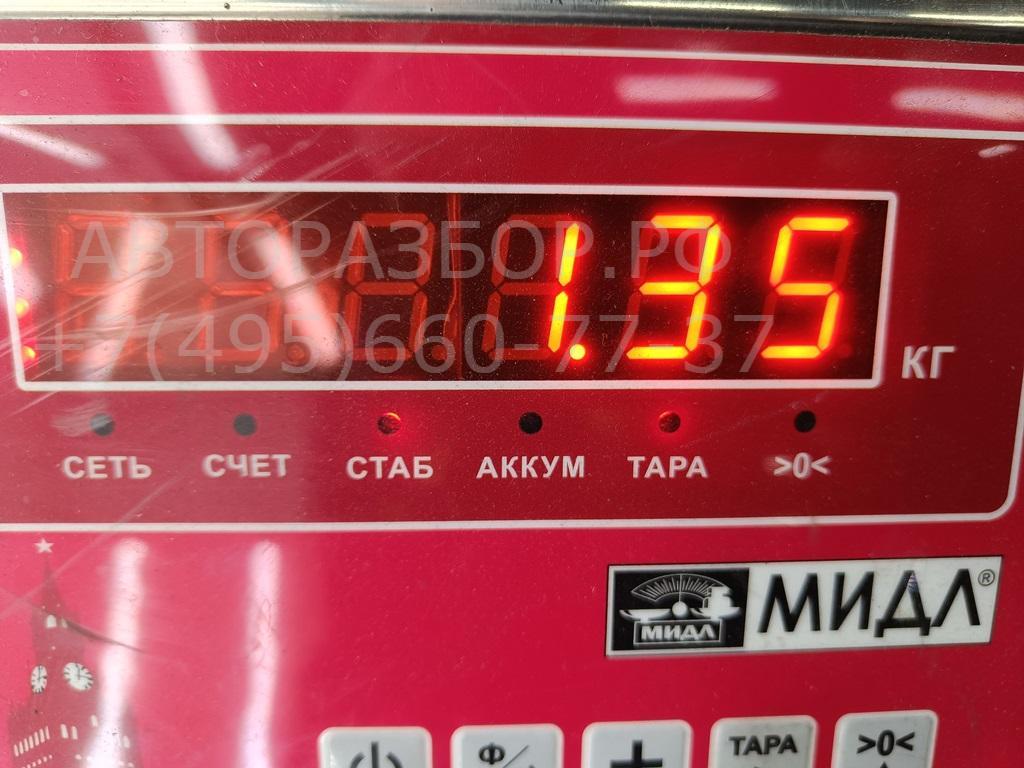 АВТОРАЗБОР.РФ
+7(495)660-77-37
1.35
КГ
СЕТЬ СЧЕТ СТАБ АККУМ ТАРА >0<
МИДЛ МИДЛ®
Ф/ + ТАРА >0<